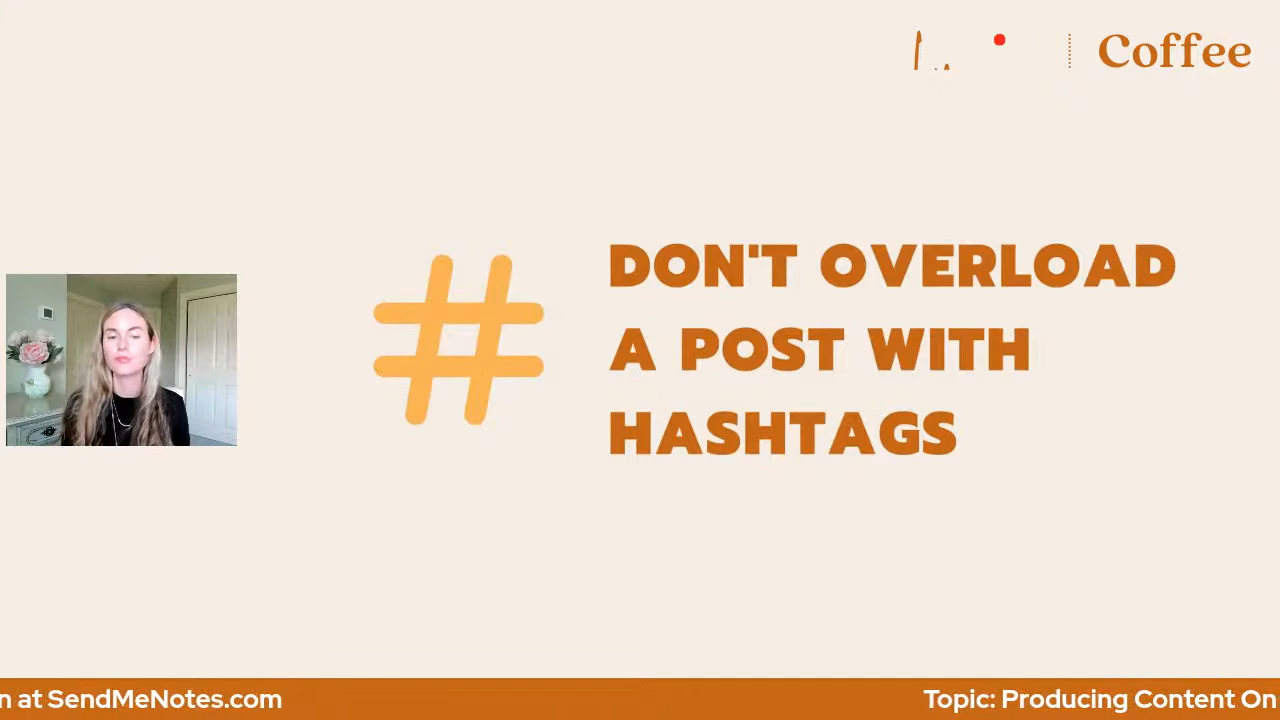 Coffee
#
DON'T OVERLOAD
A POST WITH
HASHTAGS
n at SendMeNotes.com
Topic: Producing Content On